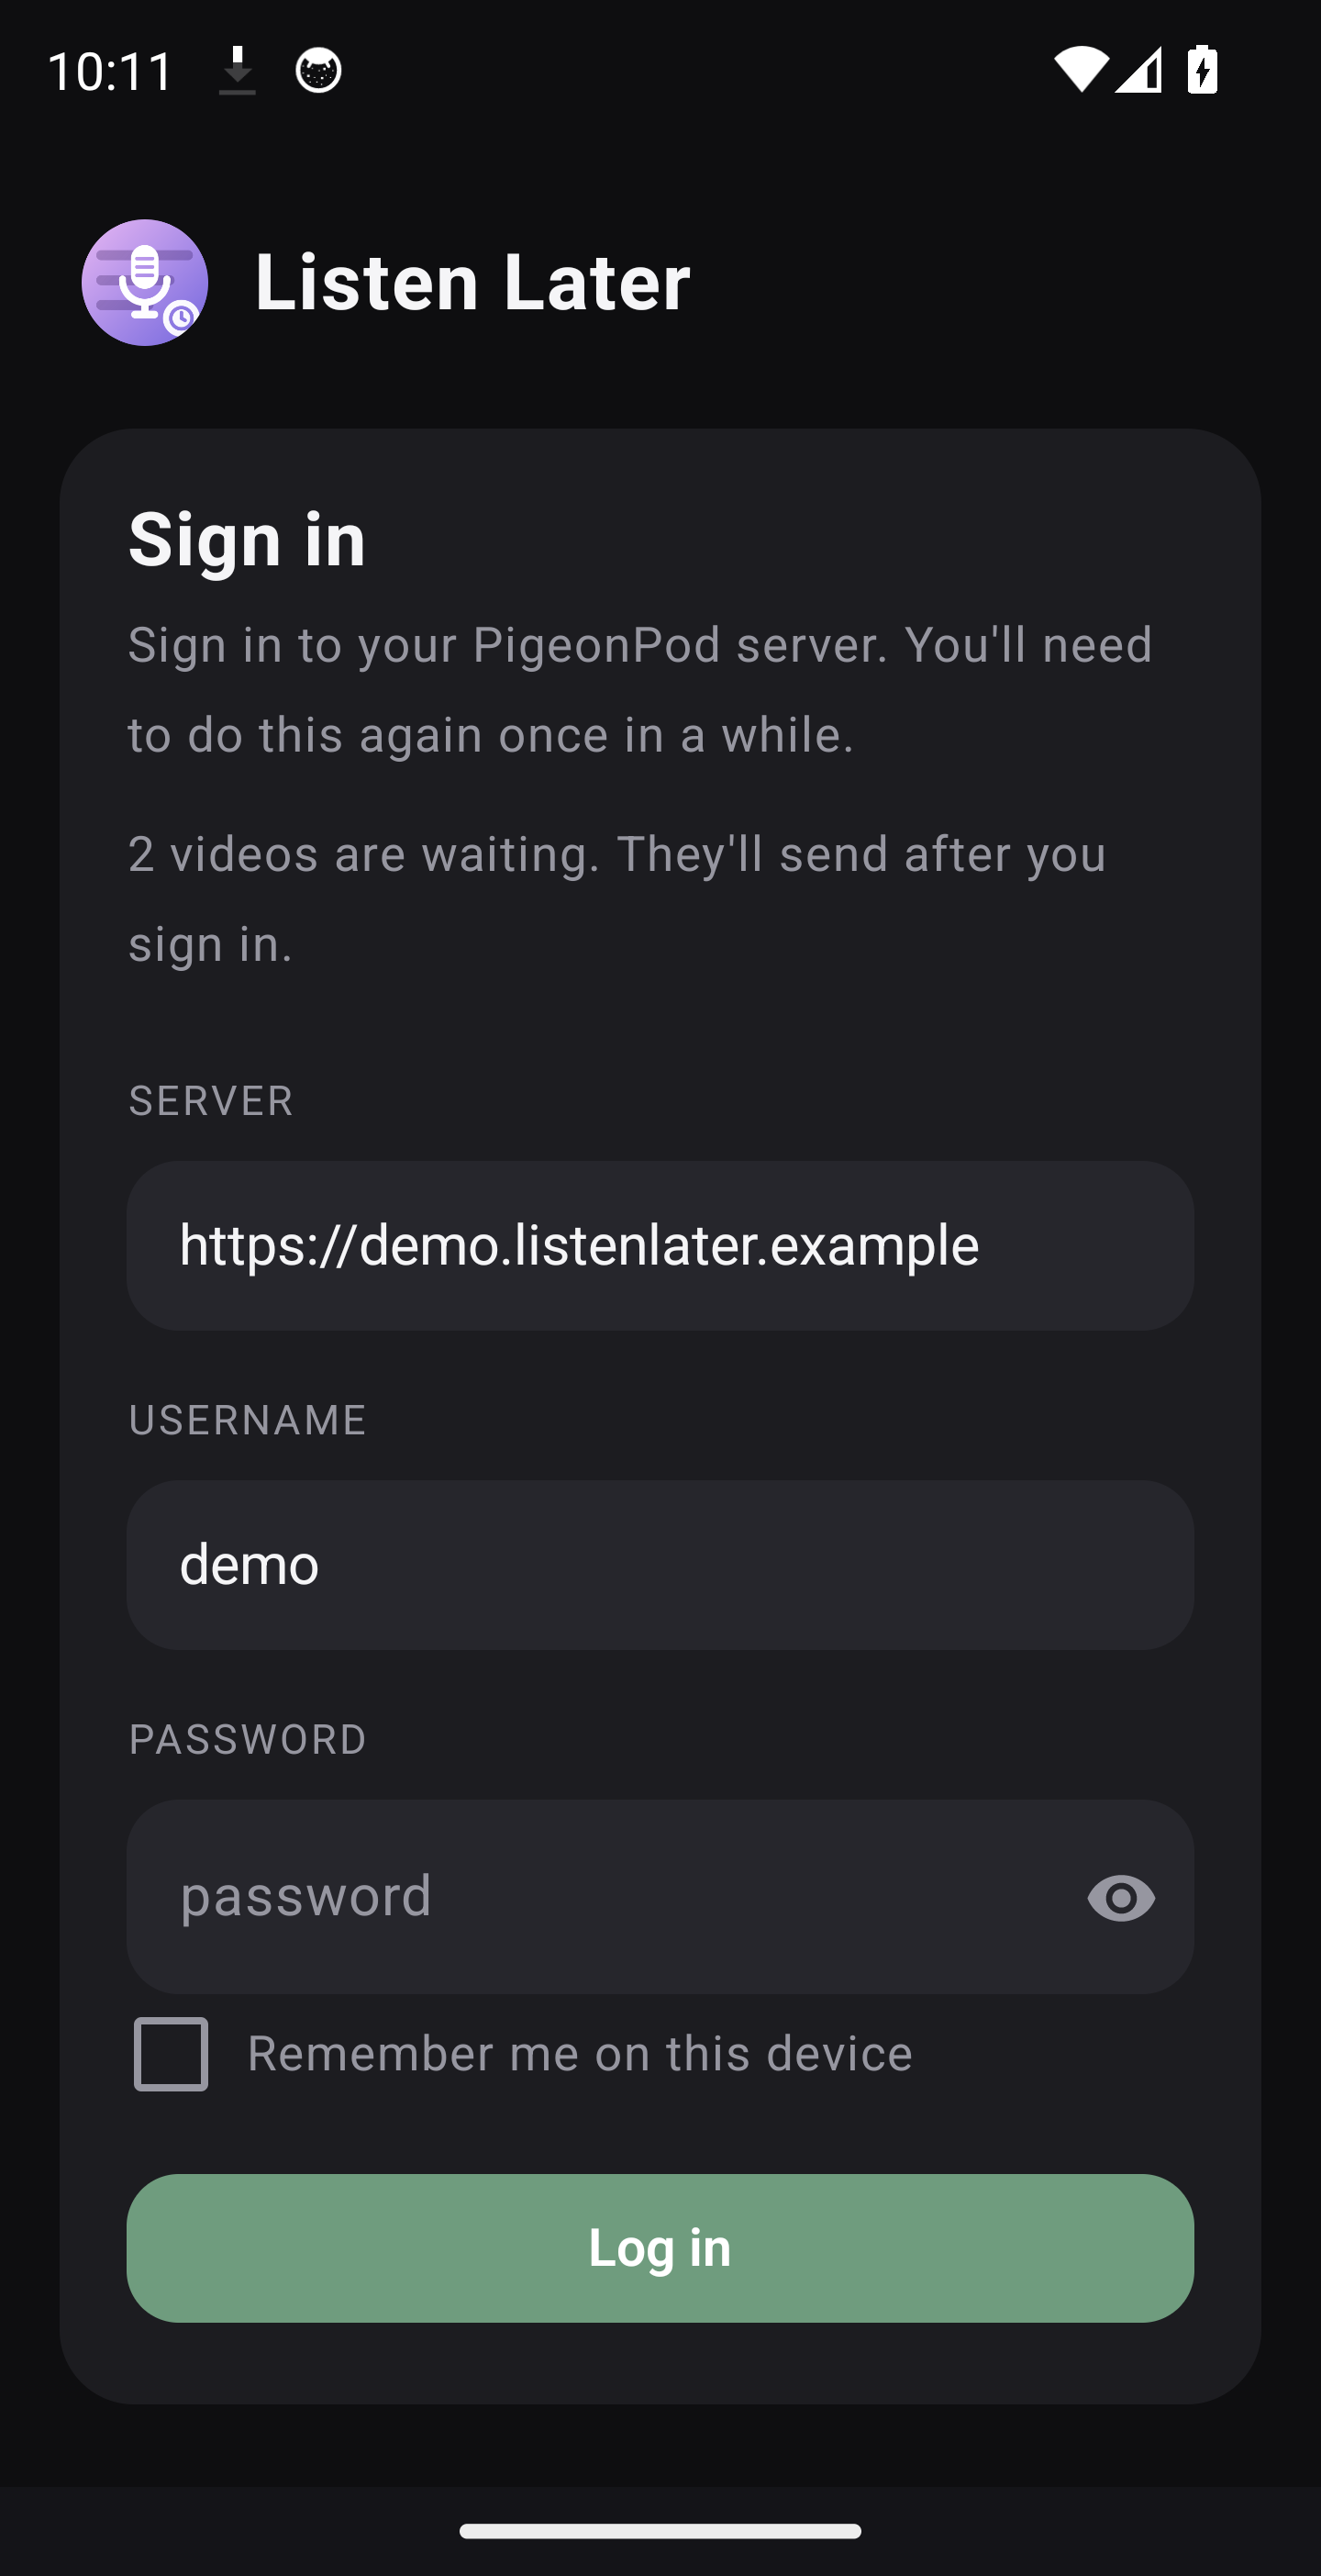 10:11
Listen Later
Sign in
Sign in to your PigeonPod server. You'll need
to do this again once in a while.
2 videos are waiting. They'll send after you
sign in.
SERVER
https://demo.listenlater.example
USERNAME
demo
PASSWORD
password
Remember me on this device
Log in